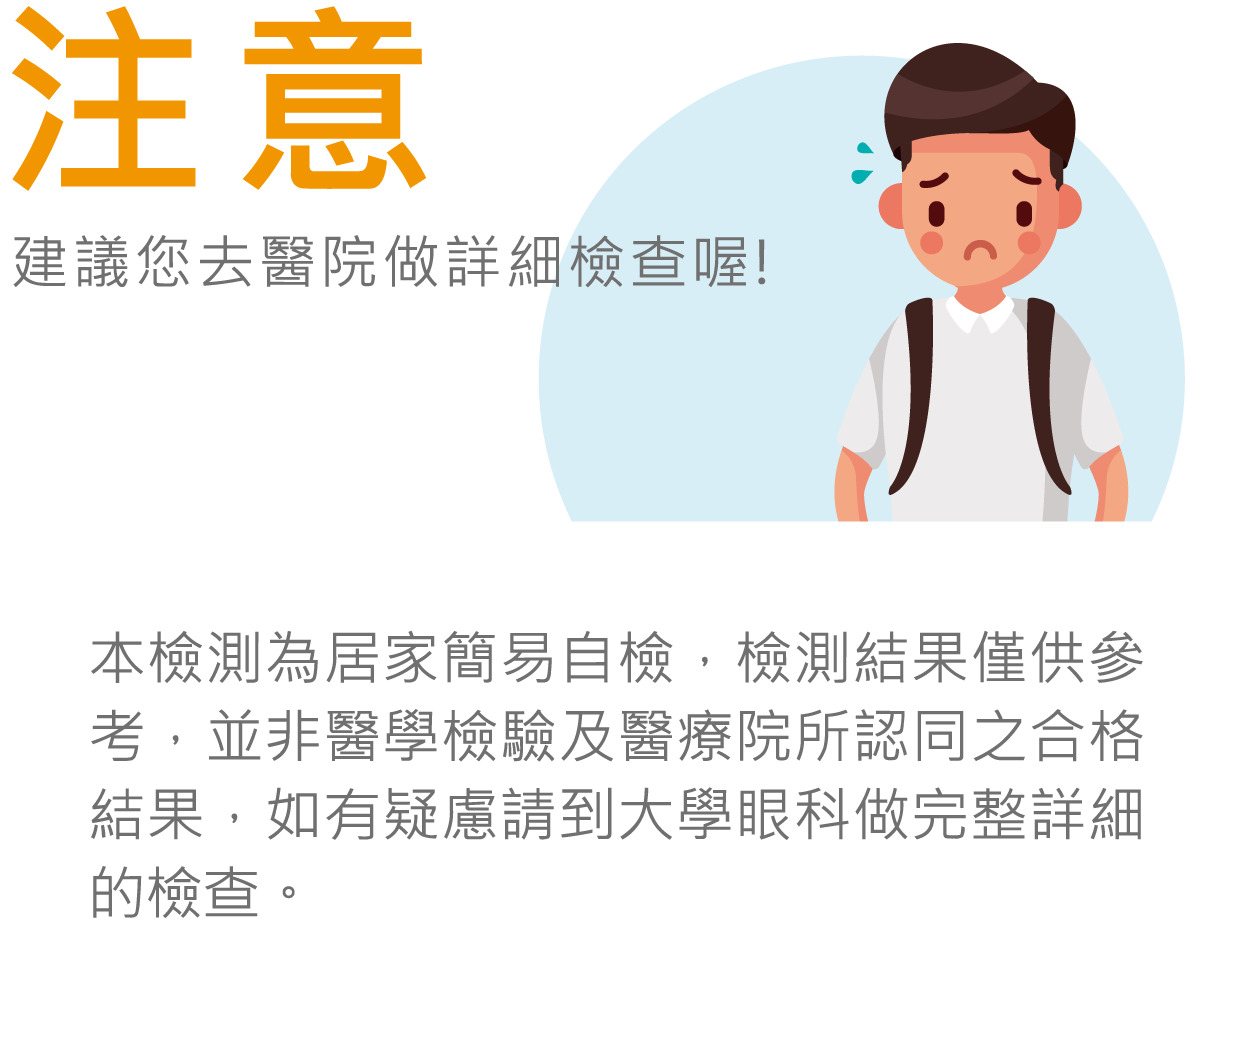 注意
建議您去醫院做詳細檢查喔!
本檢測為居家簡易自檢，檢測結果僅供參
考，並非醫學檢驗及醫療院所認同之合格
結果，如有疑慮請到大學眼科做完整詳細
的檢查。